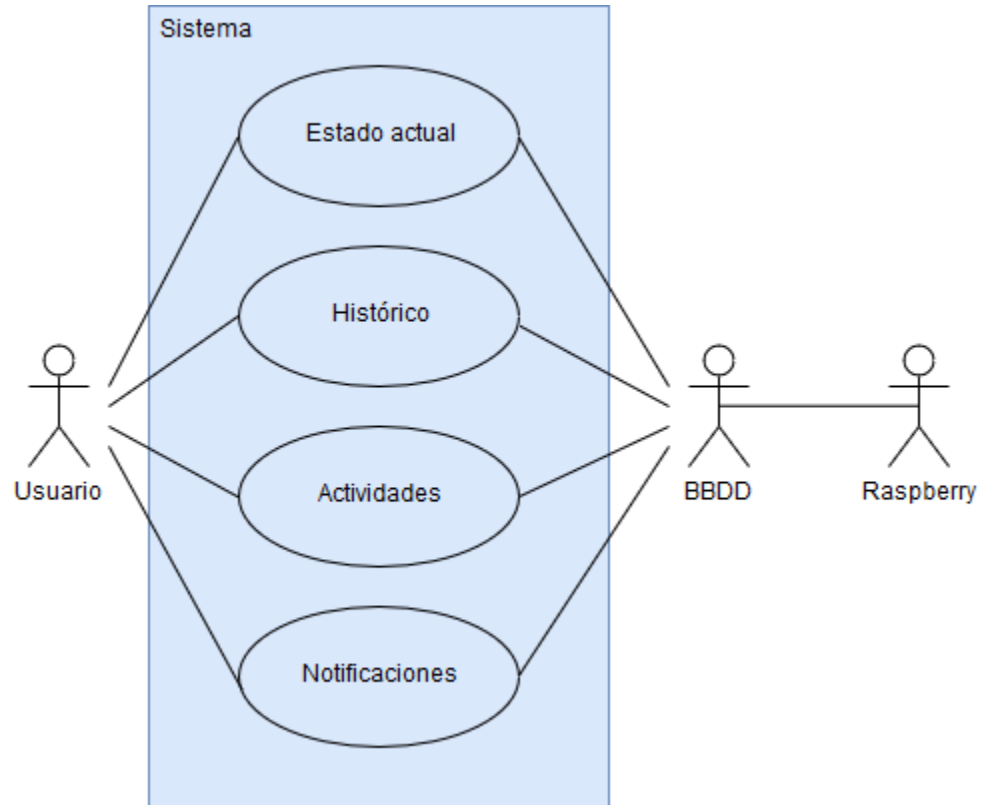 Sistema
Estado actual
Histórico
Actividades
Notificaciones
Usuario
BBDD
Raspberry